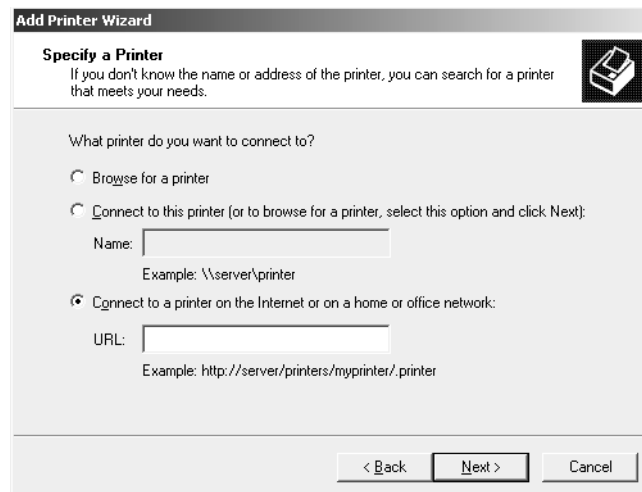 Add Printer Wizard
Specify a Printer
If you don't know the name or address of the printer, you can search for a printer
that meets your needs.
What printer do you want to connect to?
Browse for a printer
Connect to this printer (or to browse for a printer, select this option and click Next):
Name:
Example: \\server\printer
Connect to a printer on the Internet or on a home or office network:
URL:
Example: http://server/printers/myprinter/.printer
< Back
Next >
Cancel